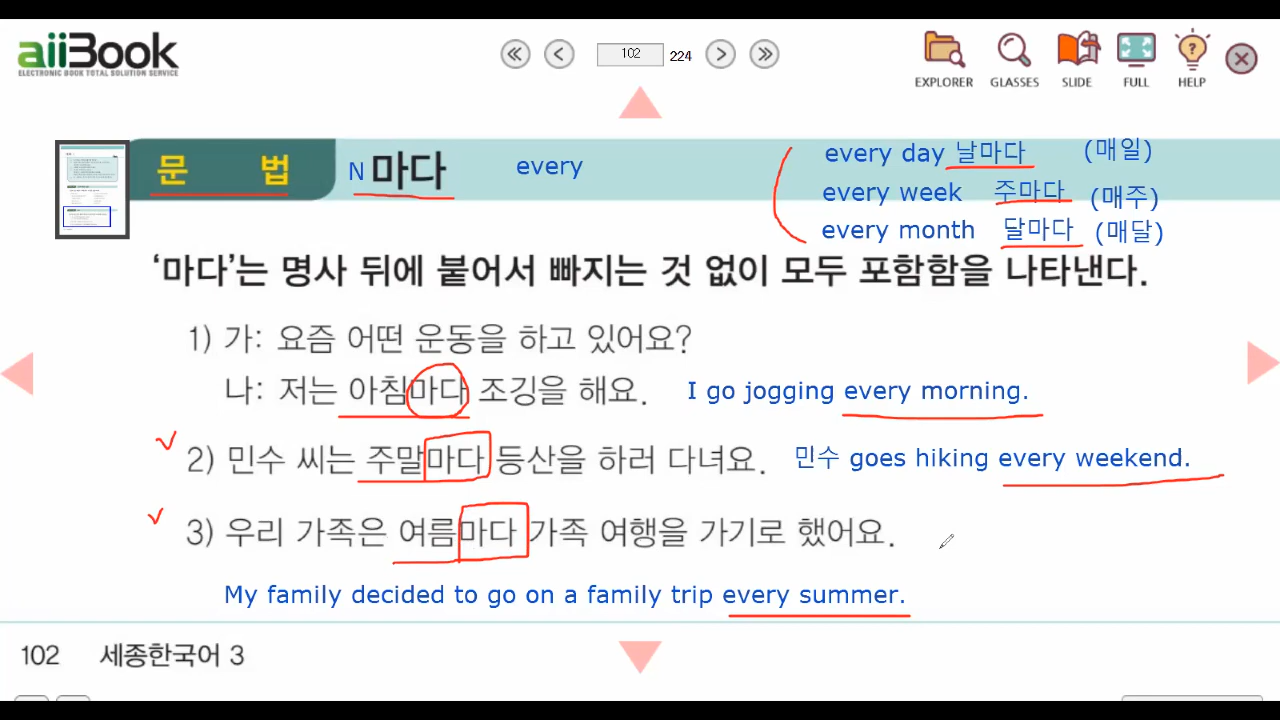 aiiBook
ELECTRONIC BOOK TOTAL SOLUTION SERVICE
102 224
EXPLORER GLASSES SLIDE FULL HELP
문 법 N 마다 every
every day 날마다 (매일)
every week 주마다 (매주)
every month 달마다 (매달)
‘마다’는 명사 뒤에 붙어서 빠지는 것 없이 모두 포함함을 나타낸다.
1) 가: 요즘 어떤 운동을 하고 있어요?
나: 저는 아침마다 조깅을 해요. I go jogging every morning.
2) 민수 씨는 주말마다 등산을 하러 다녀요. 민수 goes hiking every weekend.
3) 우리 가족은 여름마다 가족 여행을 가기로 했어요.
My family decided to go on a family trip every summer.
102 세종한국어 3